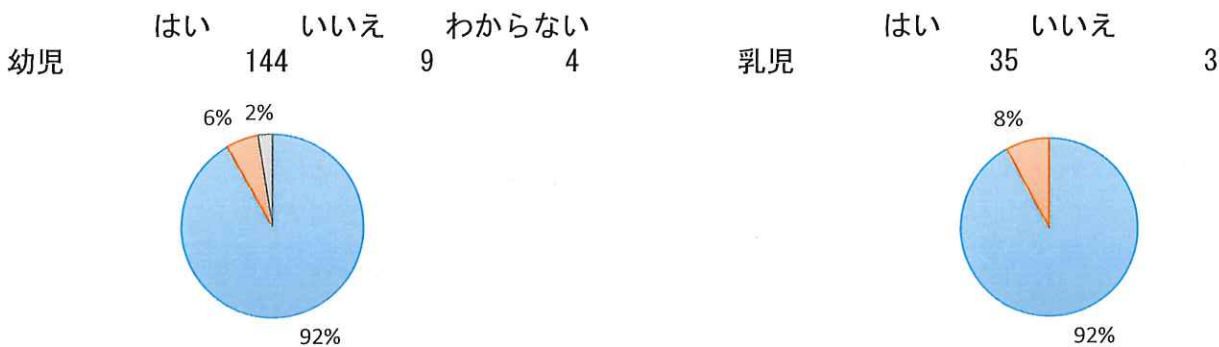 はい いいえ わからない
幼児 144 9 4
6% 2%
92%
はい いいえ
乳児 35 3
8%
92%